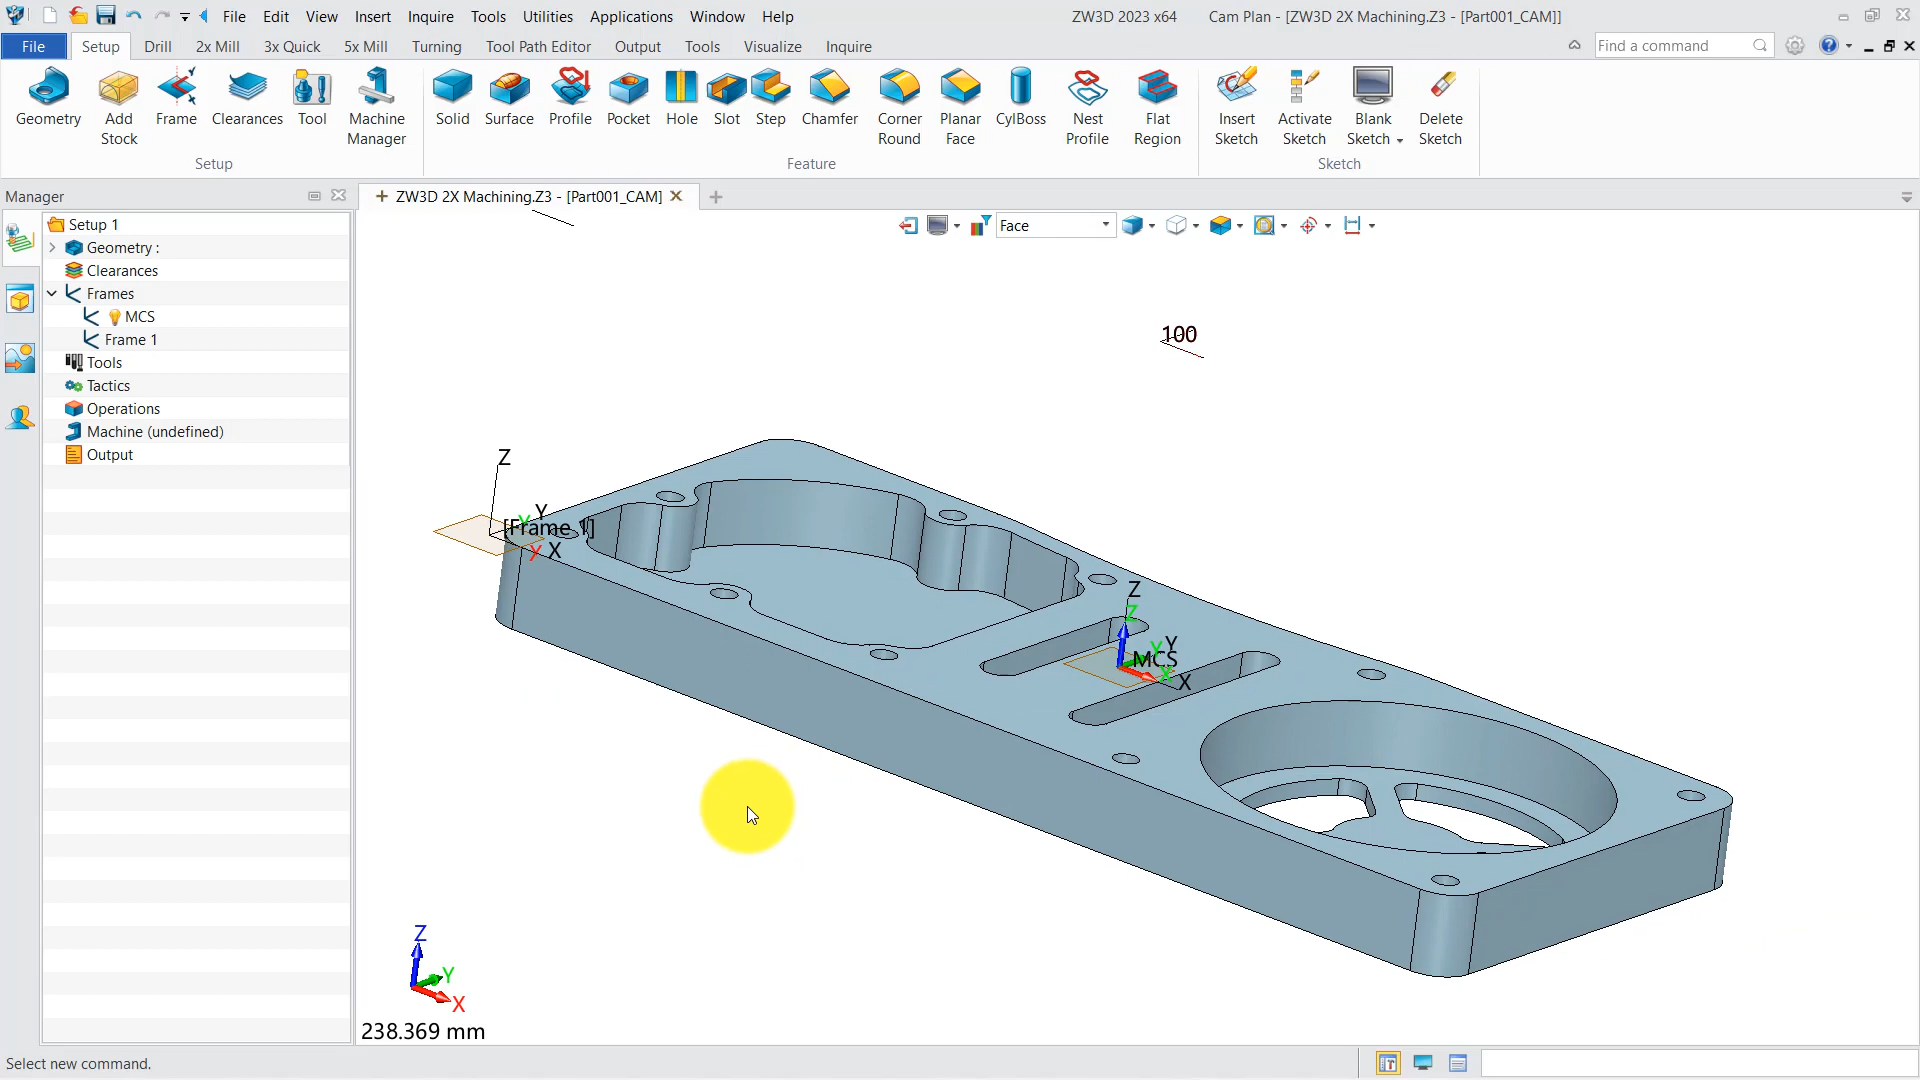 File Edit View Insert Inquire Tools Utilities Applications Window Help
ZW3D 2023 x64 Cam Plan - [ZW3D 2X Machining.Z3 - [Part001_CAM]]
File Setup Drill 2x Mill 3x Quick 5x Mill Turning Tool Path Editor Output Tools Visualize Inquire
Find a command
Geometry Add Stock Frame Clearances Tool Machine Manager
Solid Surface Profile Pocket Hole Slot Step Chamfer Corner Round Planar Face CylBoss Nest Profile Flat Region
Insert Sketch Activate Sketch Blank Sketch Delete Sketch
Setup Feature Sketch
Manager
ZW3D 2X Machining.Z3 - [Part001_CAM]
Face
Setup 1
Geometry :
Clearances
Frames
MCS
Frame 1
Tools
Tactics
Operations
Machine (undefined)
Output
100
Z
Y
Y
[Frame 1]
Y X
Z
Z
Y Y
MCS
X
X
Z
Y
X
238.369 mm
Select new command.